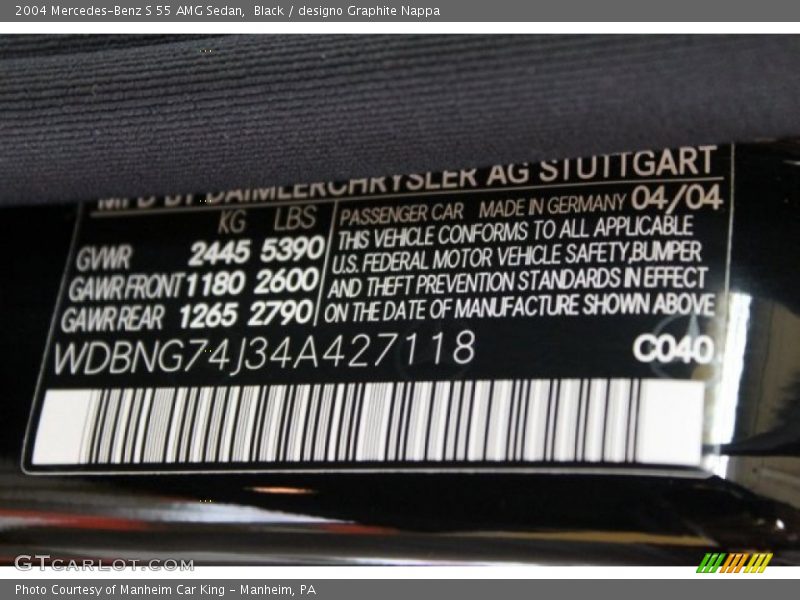 2004 Mercedes-Benz S 55 AMG Sedan, Black / designo Graphite Nappa
MFD BY DAIMLERCHRYSLER AG STUTTGART
KG LBS
GVWR 2445 5390
GAWR FRONT 1180 2600
GAWR REAR 1265 2790
PASSENGER CAR MADE IN GERMANY 04/04
THIS VEHICLE CONFORMS TO ALL APPLICABLE
U.S. FEDERAL MOTOR VEHICLE SAFETY, BUMPER
AND THEFT PREVENTION STANDARDS IN EFFECT
ON THE DATE OF MANUFACTURE SHOWN ABOVE
WDBNG74J34A427118
C040
GTCARLOT.COM
Photo Courtesy of Manheim Car King - Manheim, PA